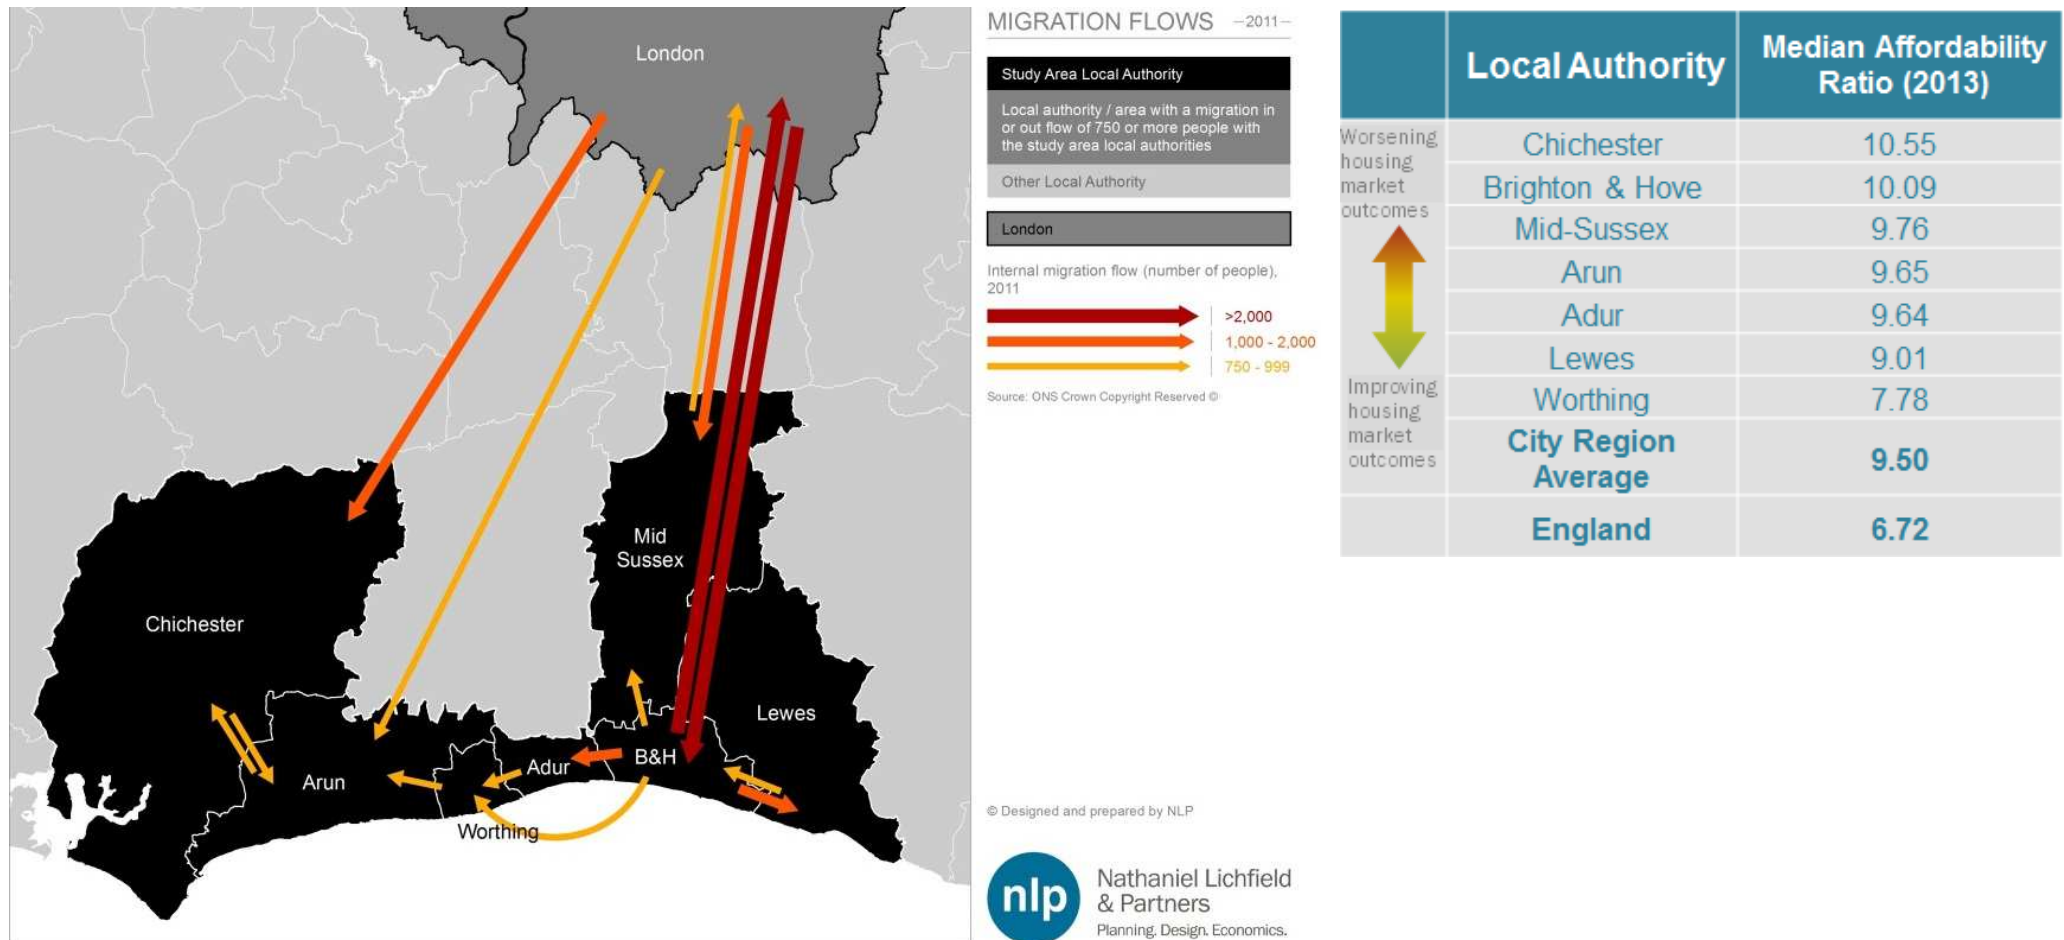 London
Mid
Sussex
Chichester
Lewes
B&H
Adur
Arun
Worthing
MIGRATION FLOWS —2011—
Study Area Local Authority
Local authority / area with a migration in
or out flow of 750 or more people with
the study area local authorities
Other Local Authority
London
Internal migration flow (number of people),
2011
>2,000
1,000 - 2,000
750 - 999
Source: ONS Crown Copyright Reserved ©
© Designed and prepared by NLP
nlp
Nathaniel Lichfield
& Partners
Planning. Design. Economics.
Local Authority
Median Affordability
Ratio (2013)
Worsening
housing
market
outcomes
Improving
housing
market
outcomes
Chichester 10.55
Brighton & Hove 10.09
Mid-Sussex 9.76
Arun 9.65
Adur 9.64
Lewes 9.01
Worthing 7.78
City Region
Average
9.50
England 6.72